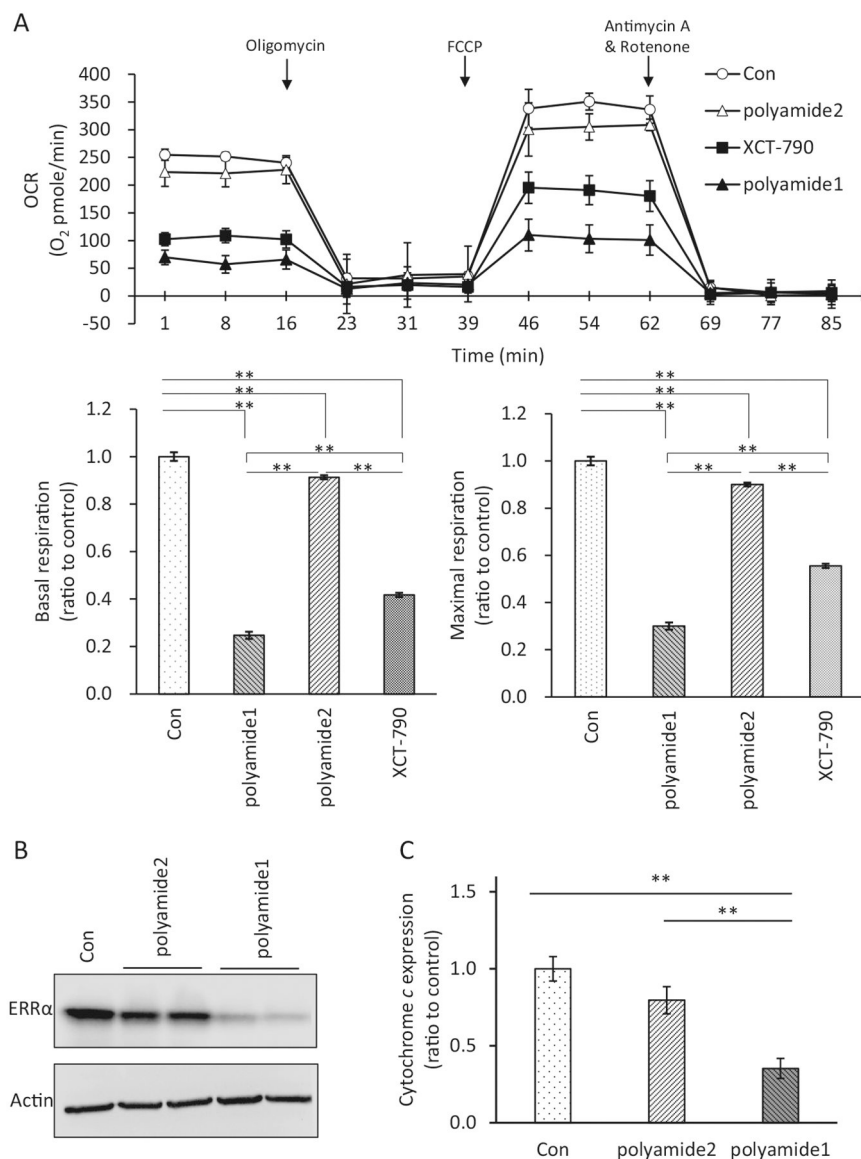 A
Oligomycin
FCCP
Antimycin A
& Rotenone
400
350
300
250
200
150
100
50
0
-50
OCR
(O₂ pmole/min)
Con
polyamide2
XCT-790
polyamide1
1 8 16 23 31 39 46 54 62 69 77 85
Time (min)
**
**
**
**
** **
1.2
1.0
0.8
0.6
0.4
0.2
0.0
Basal respiration
(ratio to control)
Con
polyamide1
polyamide2
XCT-790
**
**
**
**
** **
1.2
1.0
0.8
0.6
0.4
0.2
0.0
Maximal respiration
(ratio to control)
Con
polyamide1
polyamide2
XCT-790
B
Con
polyamide2
polyamide1
ERRα
Actin
C
**
**
1.5
1.0
0.5
0.0
Cytochrome c expression
(ratio to control)
Con polyamide2 polyamide1